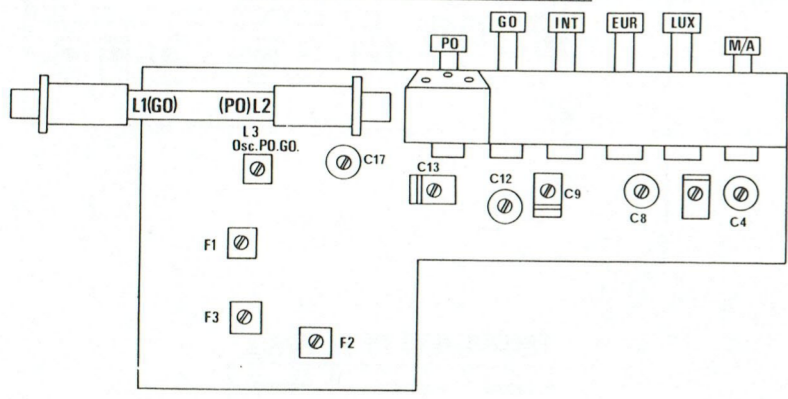 GO INT EUR LUX
PO M/A
L1(GO) (PO)L2
L3
Osc.PO.GO.
C17
C13
C12
C9
C8
C4
F1
F3
F2